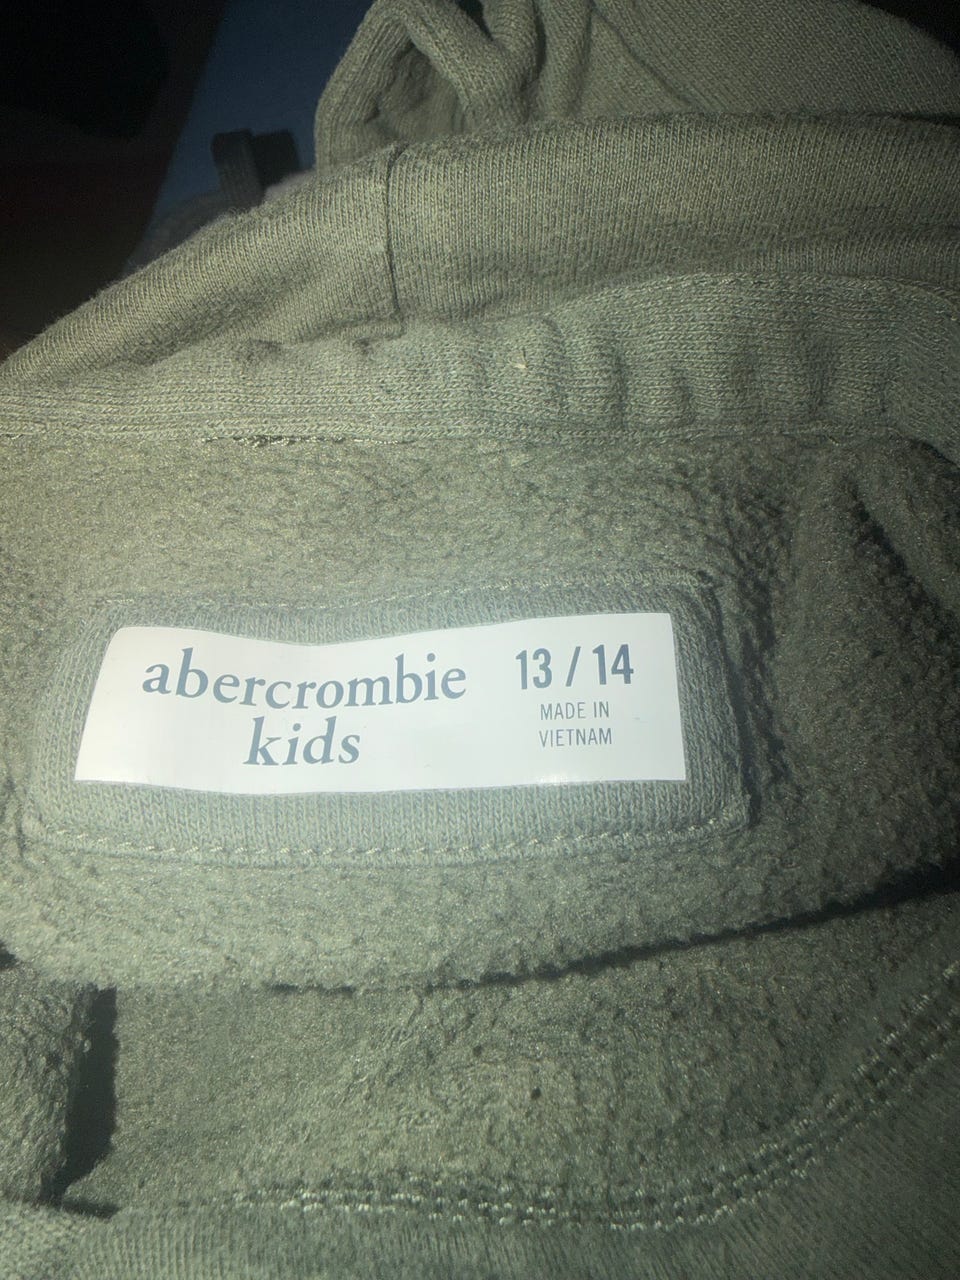 abercrombie
kids
13 / 14
MADE IN
VIETNAM